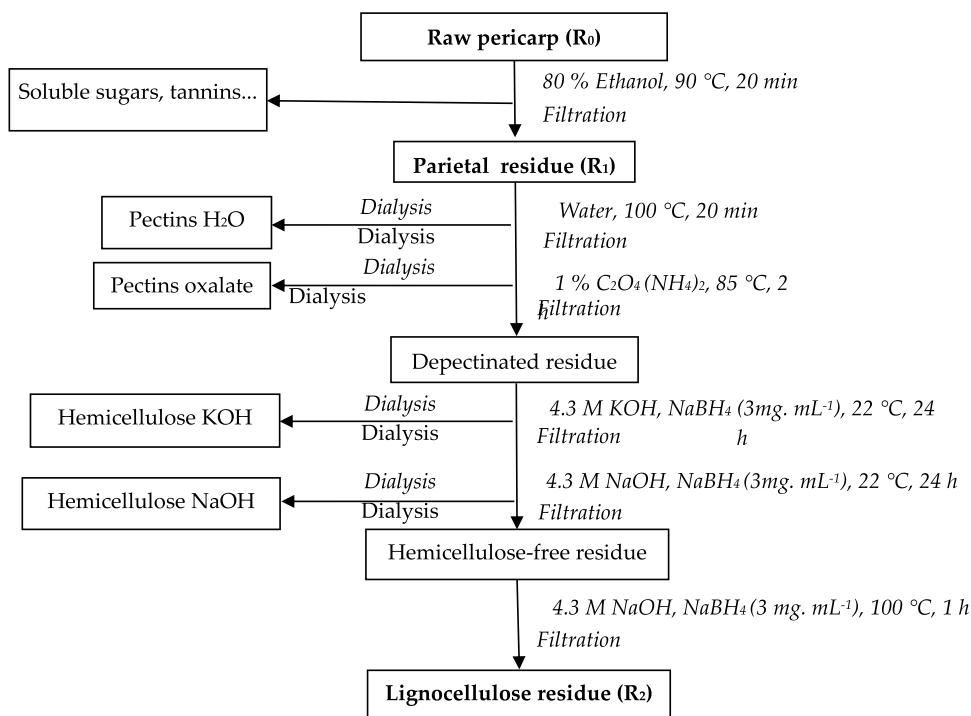 Raw pericarp (R₀)
80 % Ethanol, 90 °C, 20 min
Soluble sugars, tannins...
Filtration
Parietal residue (R₁)
Dialysis
Water, 100 °C, 20 min
Pectins H₂O
Dialysis
Filtration
Dialysis
1 % C₂O₄ (NH₄)₂, 85 °C, 2
h
Pectins oxalate
Dialysis
Filtration
Depectinated residue
Dialysis
4.3 M KOH, NaBH₄ (3mg. mL⁻¹), 22 °C, 24
h
Hemicellulose KOH
Dialysis
Filtration
Dialysis
4.3 M NaOH, NaBH₄ (3mg. mL⁻¹), 22 °C, 24 h
Hemicellulose NaOH
Dialysis
Filtration
Hemicellulose-free residue
4.3 M NaOH, NaBH₄ (3 mg. mL⁻¹), 100 °C, 1 h
Filtration
Lignocellulose residue (R₂)